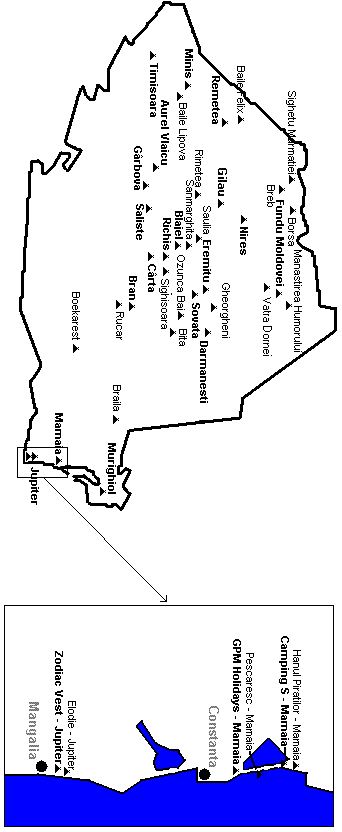 Sighetu Marmatiei
Borsa
Manastirea Humorului
Breb
Fundu Moldovei
Vatra Dornei
Baile Felix
Nires
Remetea
Gilau
Gheorgheni
Rimetea
Saulia
Eremitu
Darmanesti
Minis
Baile Lipova
Sanmarghita
Sovata
Aurel Vlaicu
Blajel
Ozunca Bai
Bita
Timisoara
Richis
Sighisoara
Gârbova
Saliste
Cârta
Bran
Rucar
Braila
Boekarest
Murighiol
Mamaia
Jupiter
Hanul Piratilor - Mamaia
Camping S - Mamaia
Pescaresc - Mamaia
GPM Holidays - Mamaia
Constanta
Elodie - Jupiter
Zodiac Vest - Jupiter
Mangalia